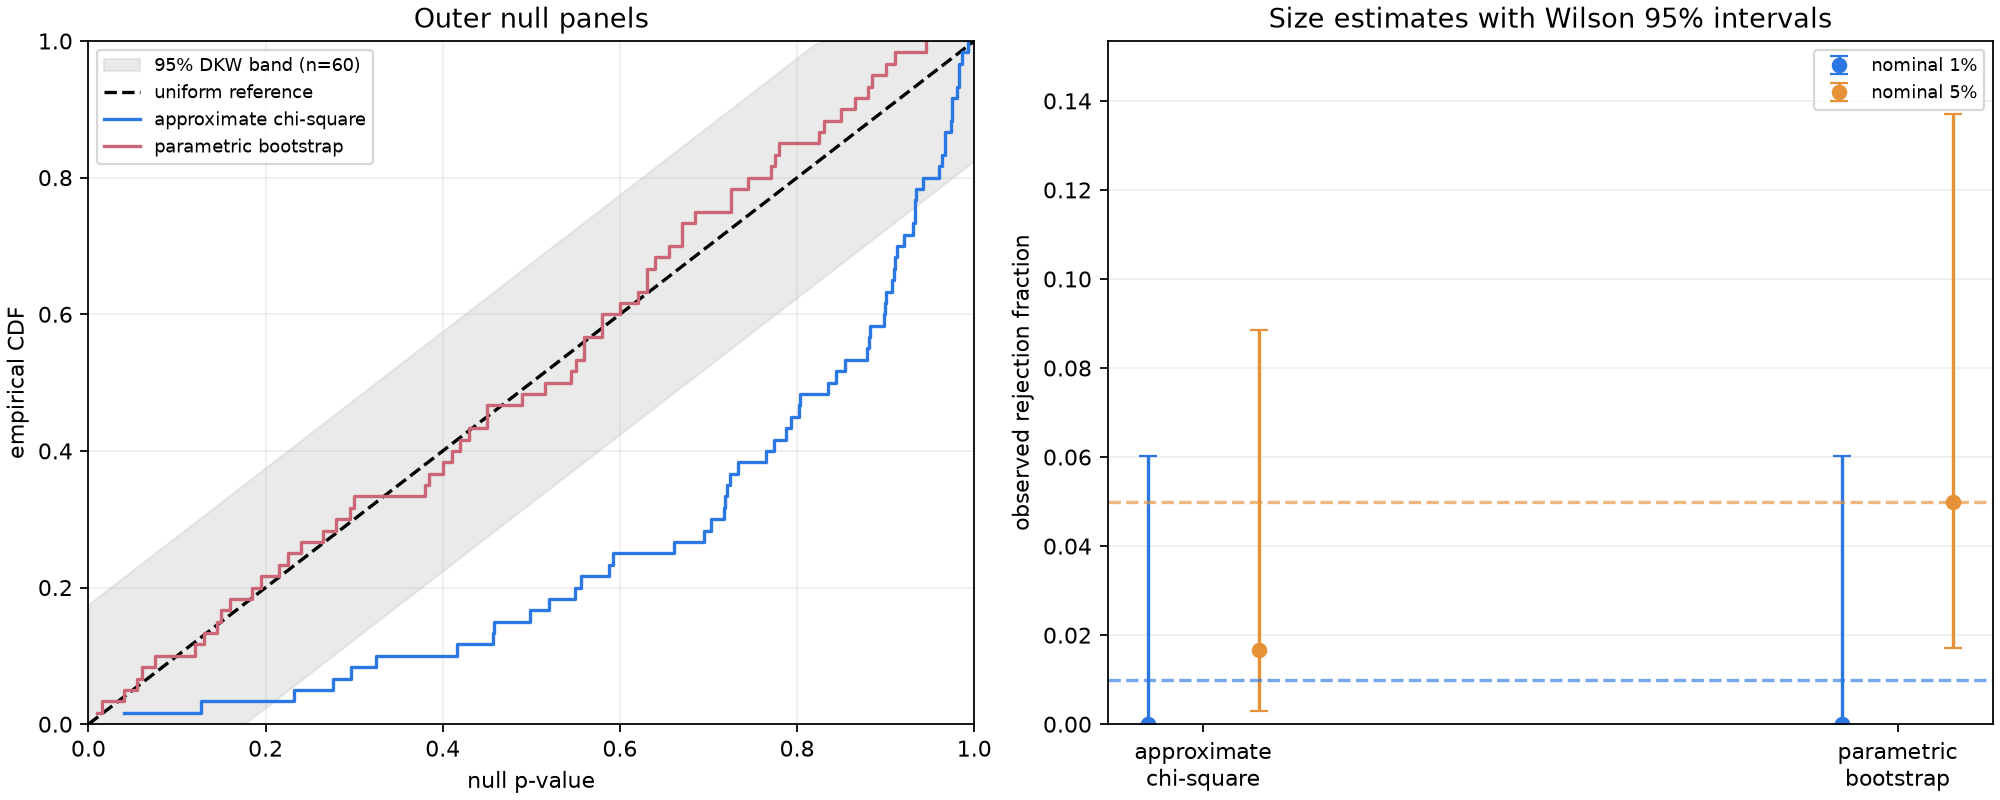 Outer null panels
95% DKW band (n=60)
uniform reference
approximate chi-square
parametric bootstrap
empirical CDF
1.0
0.8
0.6
0.4
0.2
0.0
0.0 0.2 0.4 0.6 0.8 1.0
null p-value
Size estimates with Wilson 95% intervals
nominal 1%
nominal 5%
observed rejection fraction
0.14
0.12
0.10
0.08
0.06
0.04
0.02
0.00
approximate
chi-square
parametric
bootstrap